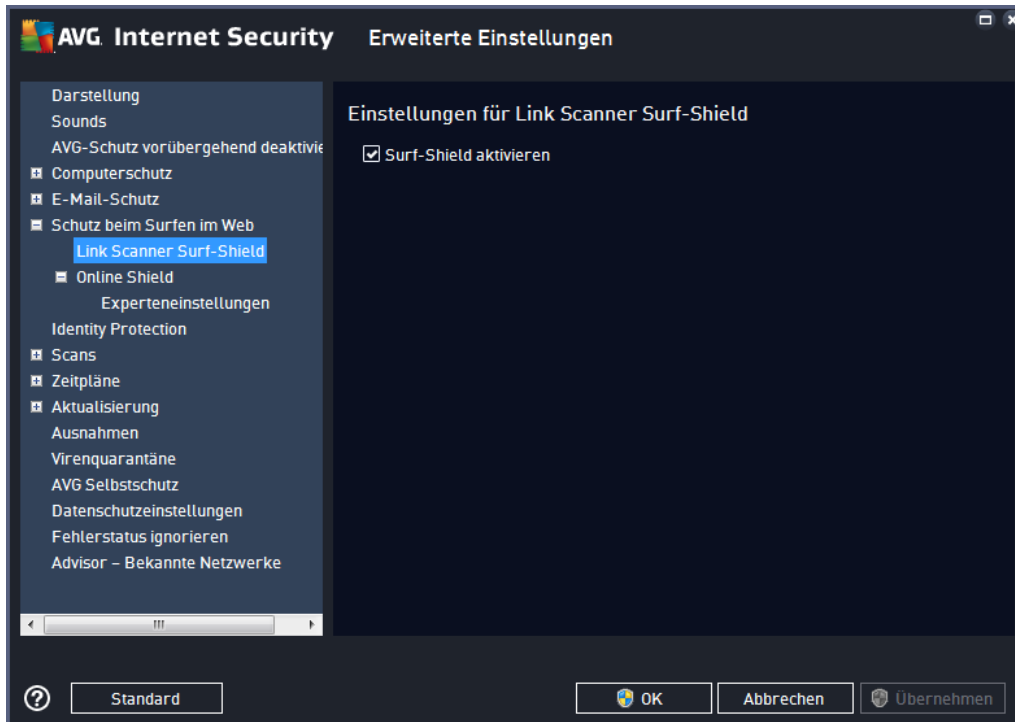 AVG. Internet Security Erweiterte Einstellungen
Darstellung
Sounds
AVG-Schutz vorübergehend deaktivie
Computerschutz
E-Mail-Schutz
Schutz beim Surfen im Web
Link Scanner Surf-Shield
Online Shield
Experteneinstellungen
Identity Protection
Scans
Zeitpläne
Aktualisierung
Ausnahmen
Virenquarantäne
AVG Selbstschutz
Datenschutzeinstellungen
Fehlerstatus ignorieren
Advisor – Bekannte Netzwerke
Einstellungen für Link Scanner Surf-Shield
Surf-Shield aktivieren
? Standard OK Abbrechen Übernehmen